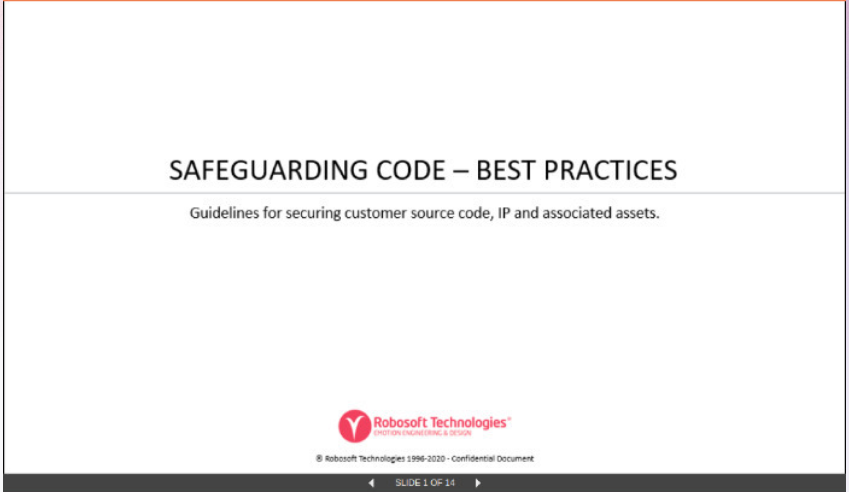 SAFEGUARDING CODE – BEST PRACTICES
Guidelines for securing customer source code, IP and associated assets.
Robosoft Technologies™
EMOTION ENGINEERING & DESIGN
© Robosoft Technologies 1996-2020 - Confidential Document
SLIDE 1 OF 14